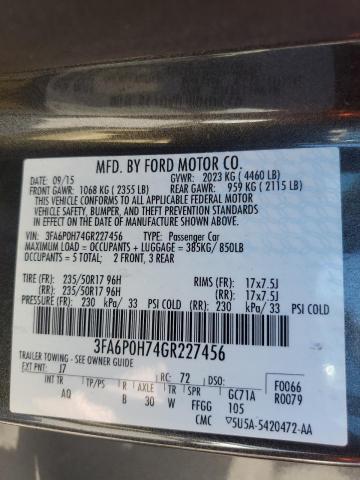 MFD. BY FORD MOTOR CO.
DATE: 09/15 GVWR: 2023 KG ( 4460 LB)
FRONT GAWR: 1068 KG ( 2355 LB) REAR GAWR: 959 KG ( 2115 LB)
THIS VEHICLE CONFORMS TO ALL APPLICABLE FEDERAL MOTOR
VEHICLE SAFETY, BUMPER, AND THEFT PREVENTION STANDARDS IN
EFFECT ON THE DATE OF MANUFACTURE SHOWN ABOVE.
VIN: 3FA6P0H74GR227456 TYPE: Passenger Car
MAXIMUM LOAD = OCCUPANTS + LUGGAGE = 385KG/ 850LB
OCCUPANTS = 5 TOTAL; 2 FRONT, 3 REAR
TIRE (FR): 235/50R17 96H RIMS (FR): 17x7.5J
TIRE (RR): 235/50R17 96H RIMS (RR): 17x7.5J
PRESSURE (FR): 230 kPa/ 33 PSI COLD (RR): 230 kPa/ 33 PSI COLD
3FA6P0H74GR227456
TRAILER TOWING - SEE OWNER GUIDE
EXT PNT: J7 RC: 72 DSO: F0066
INT TR TP/PS R AXLE TR SPR GC71A R0079
AQ B 30 W FFGG 105
CMC 5U5A-5420472-AA